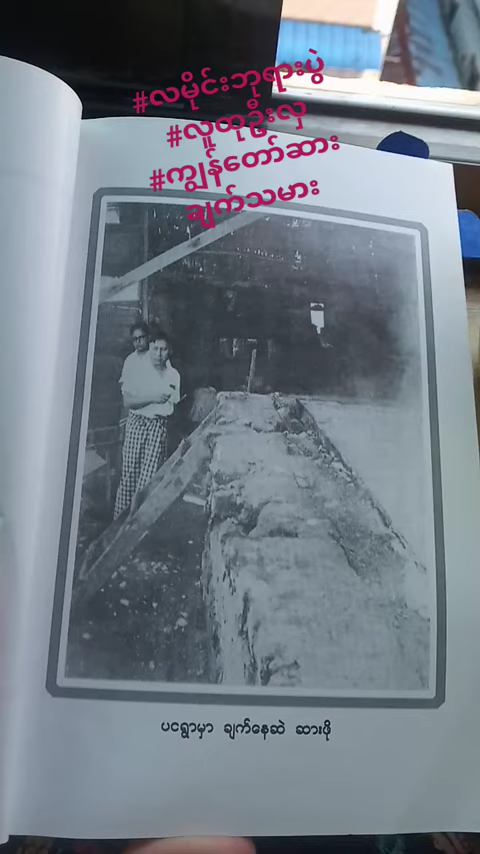 #လမိုင်းဘုရားပွဲ
#လူထုဦးလှ
#ကျွန်တော်ဆား
ချက်သမား
ပငရွာမှာ ချက်နေဆဲ ဆားဖို